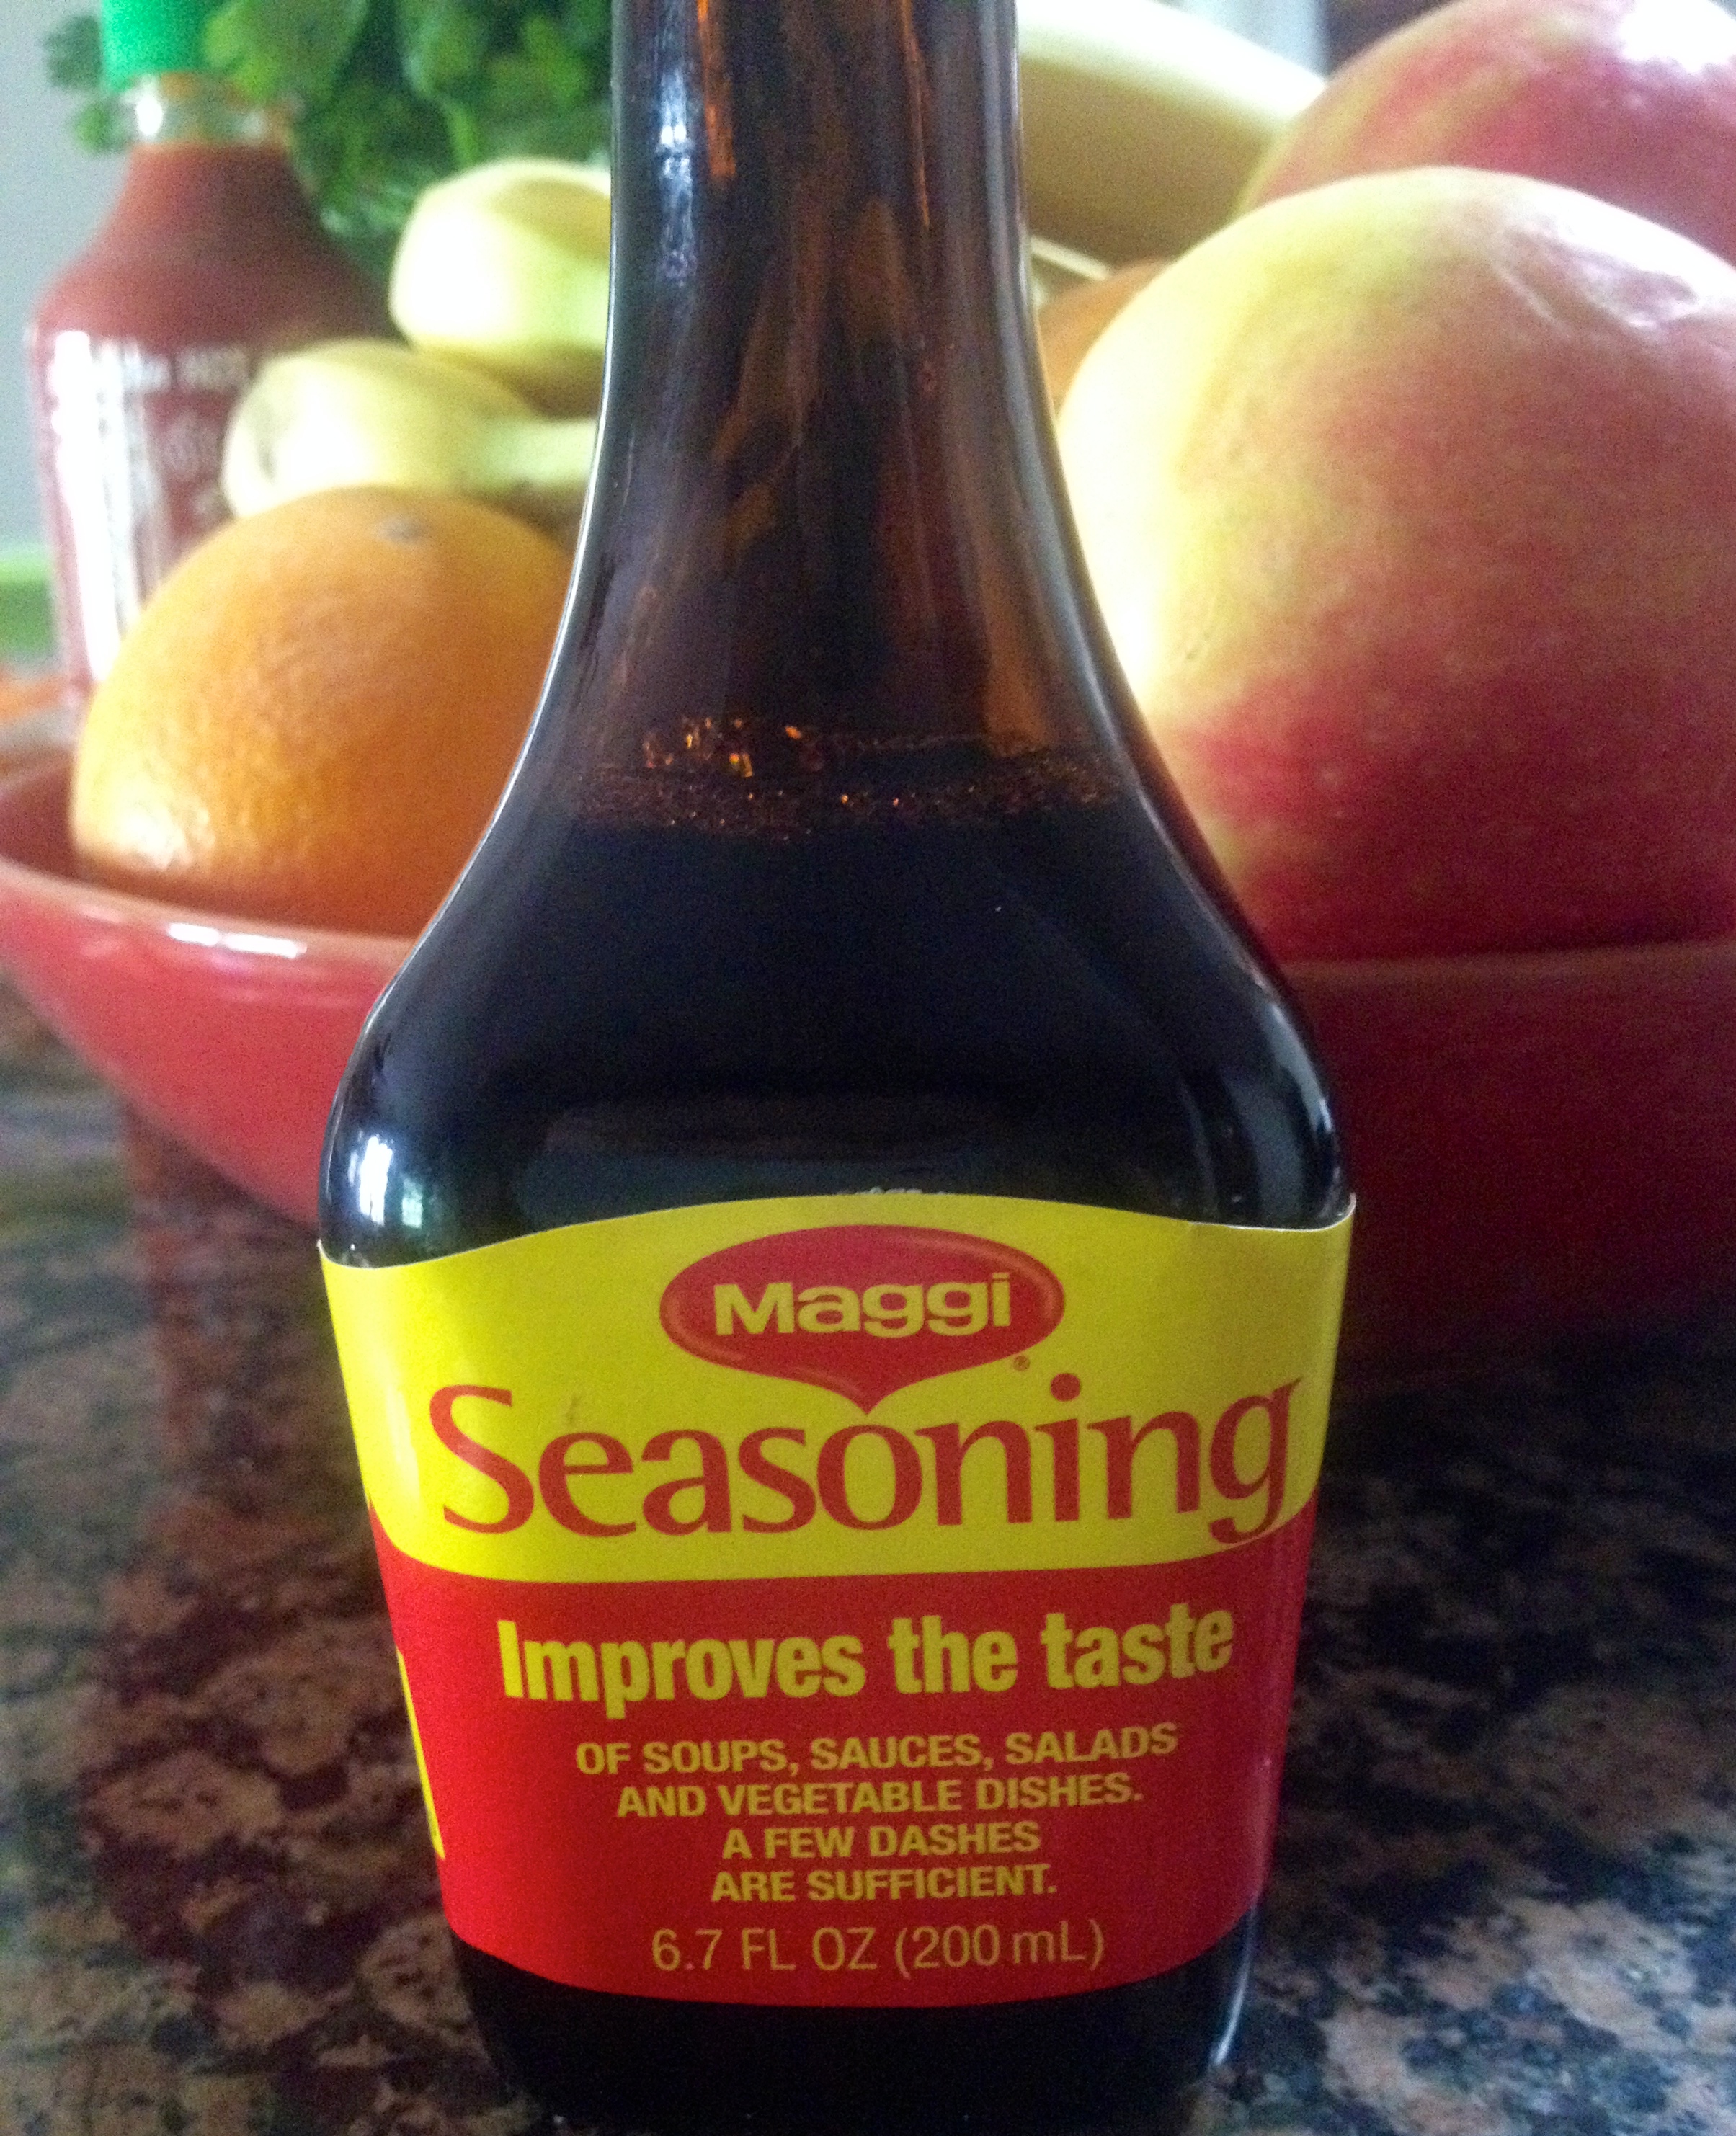 Maggi®
Seasoning
Improves the taste
OF SOUPS, SAUCES, SALADS
AND VEGETABLE DISHES.
A FEW DASHES
ARE SUFFICIENT.
6.7 FL OZ (200 mL)